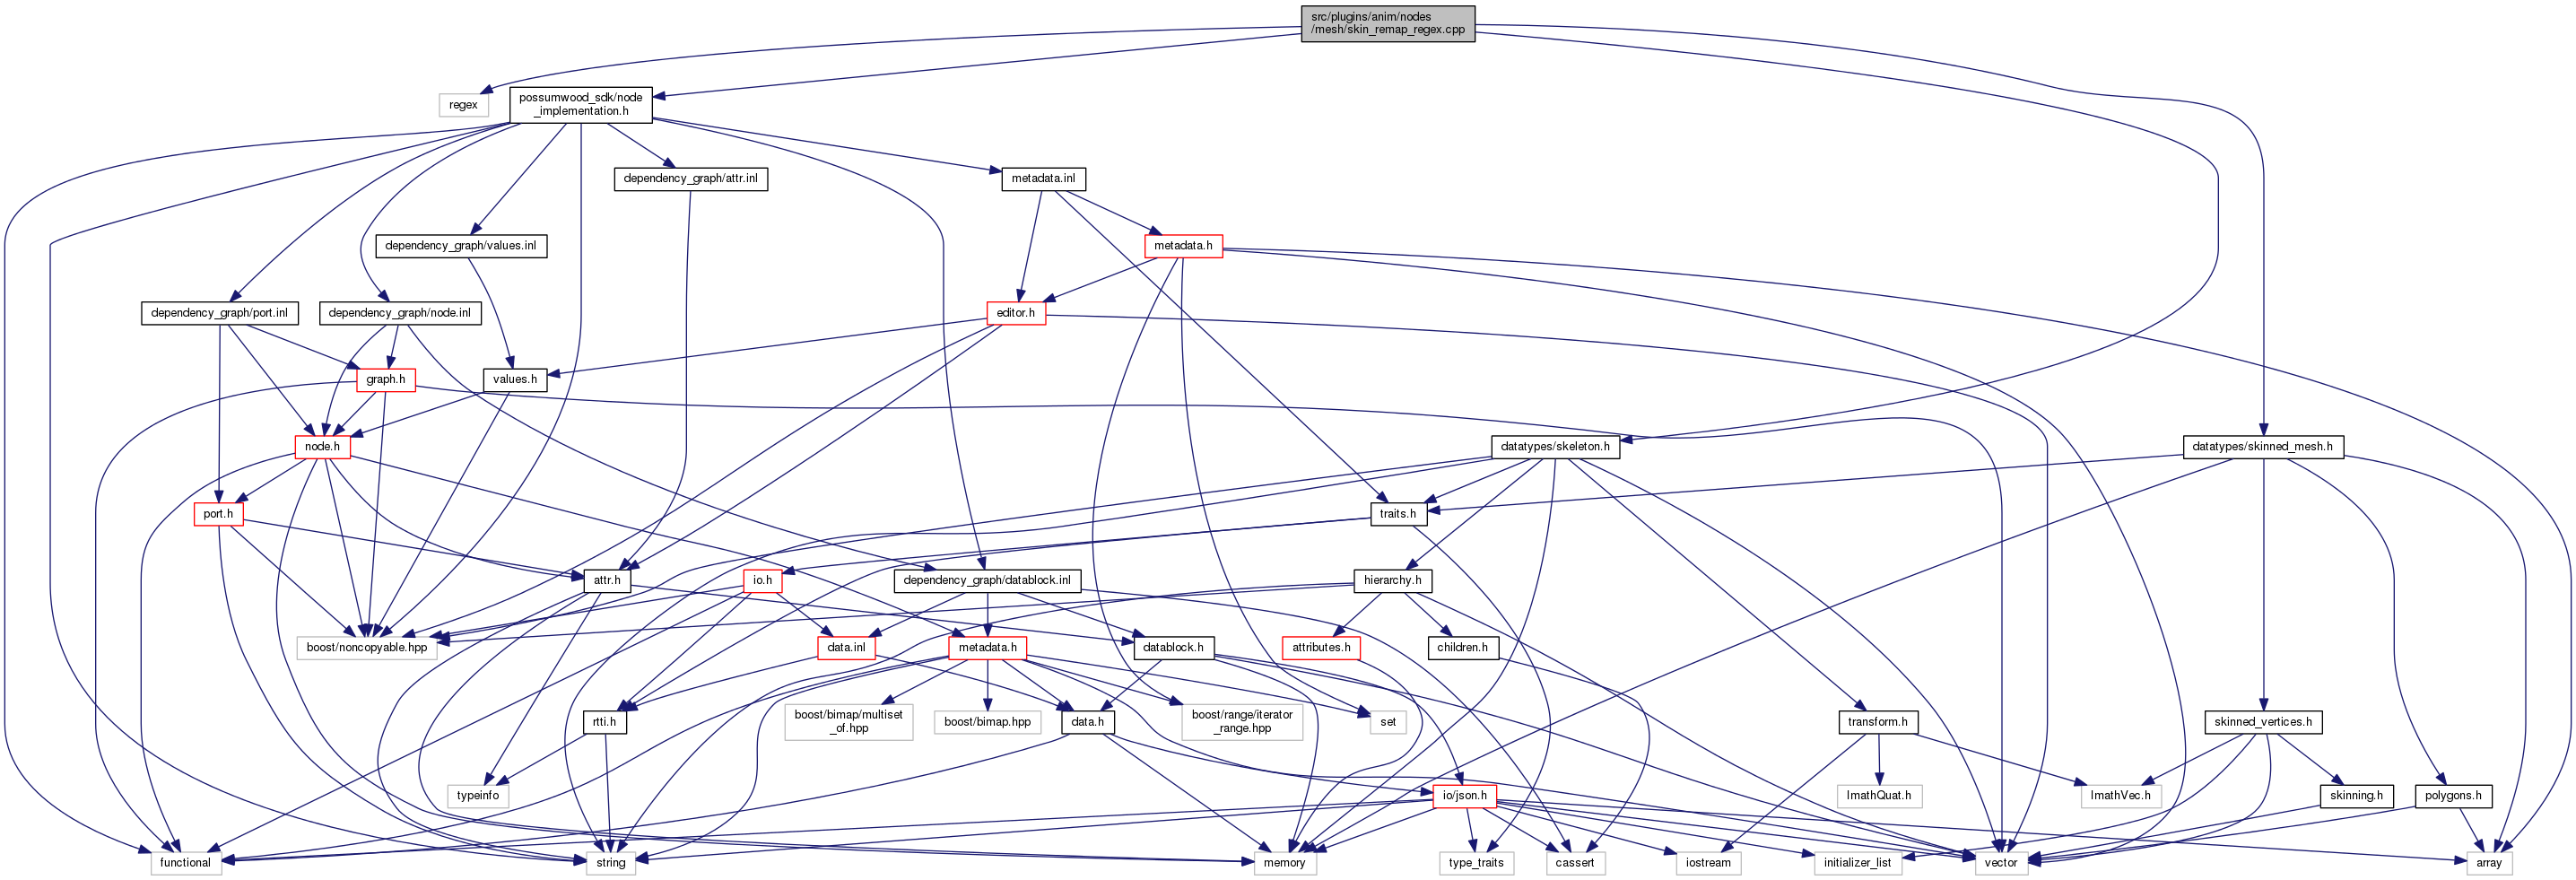 src/plugins/anim/nodes
/mesh/skin_remap_regex.cpp
regex
possumwood_sdk/node
_implementation.h
dependency_graph/attr.inl
metadata.inl
dependency_graph/values.inl
metadata.h
dependency_graph/port.inl
dependency_graph/node.inl
editor.h
graph.h
values.h
node.h
datatypes/skeleton.h
datatypes/skinned_mesh.h
port.h
traits.h
attr.h
io.h
dependency_graph/datablock.inl
hierarchy.h
boost/noncopyable.hpp
data.inl
metadata.h
datablock.h
attributes.h
children.h
rtti.h
boost/bimap/multiset
_of.hpp
boost/bimap.hpp
data.h
boost/range/iterator
_range.hpp
set
transform.h
skinned_vertices.h
typeinfo
io/json.h
ImathQuat.h
ImathVec.h
skinning.h
polygons.h
functional
string
memory
type_traits
cassert
iostream
initializer_list
vector
array